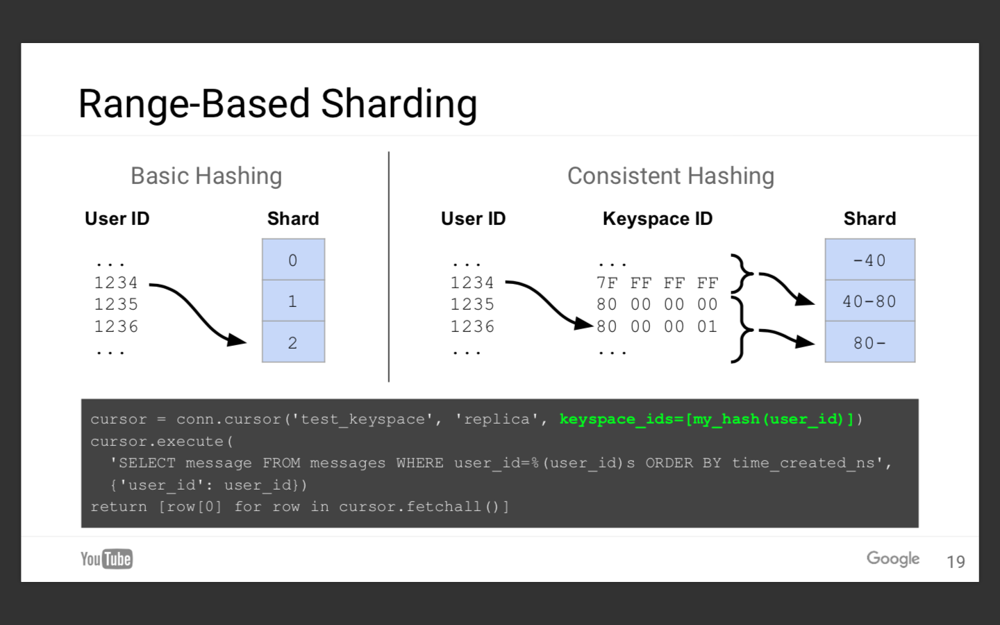 Range-Based Sharding
Basic Hashing
User ID
Shard
...
1234
1235
1236
...
0
1
2
Consistent Hashing
User ID
Keyspace ID
Shard
...
1234
1235
1236
...
...
7F FF FF FF
80 00 00 00
80 00 00 01
...
-40
40-80
80-
cursor = conn.cursor('test_keyspace', 'replica', keyspace_ids=[my_hash(user_id)])
cursor.execute(
'SELECT message FROM messages WHERE user_id=%(user_id)s ORDER BY time_created_ns',
{'user_id': user_id})
return [row[0] for row in cursor.fetchall()]
YouTube
Google
19